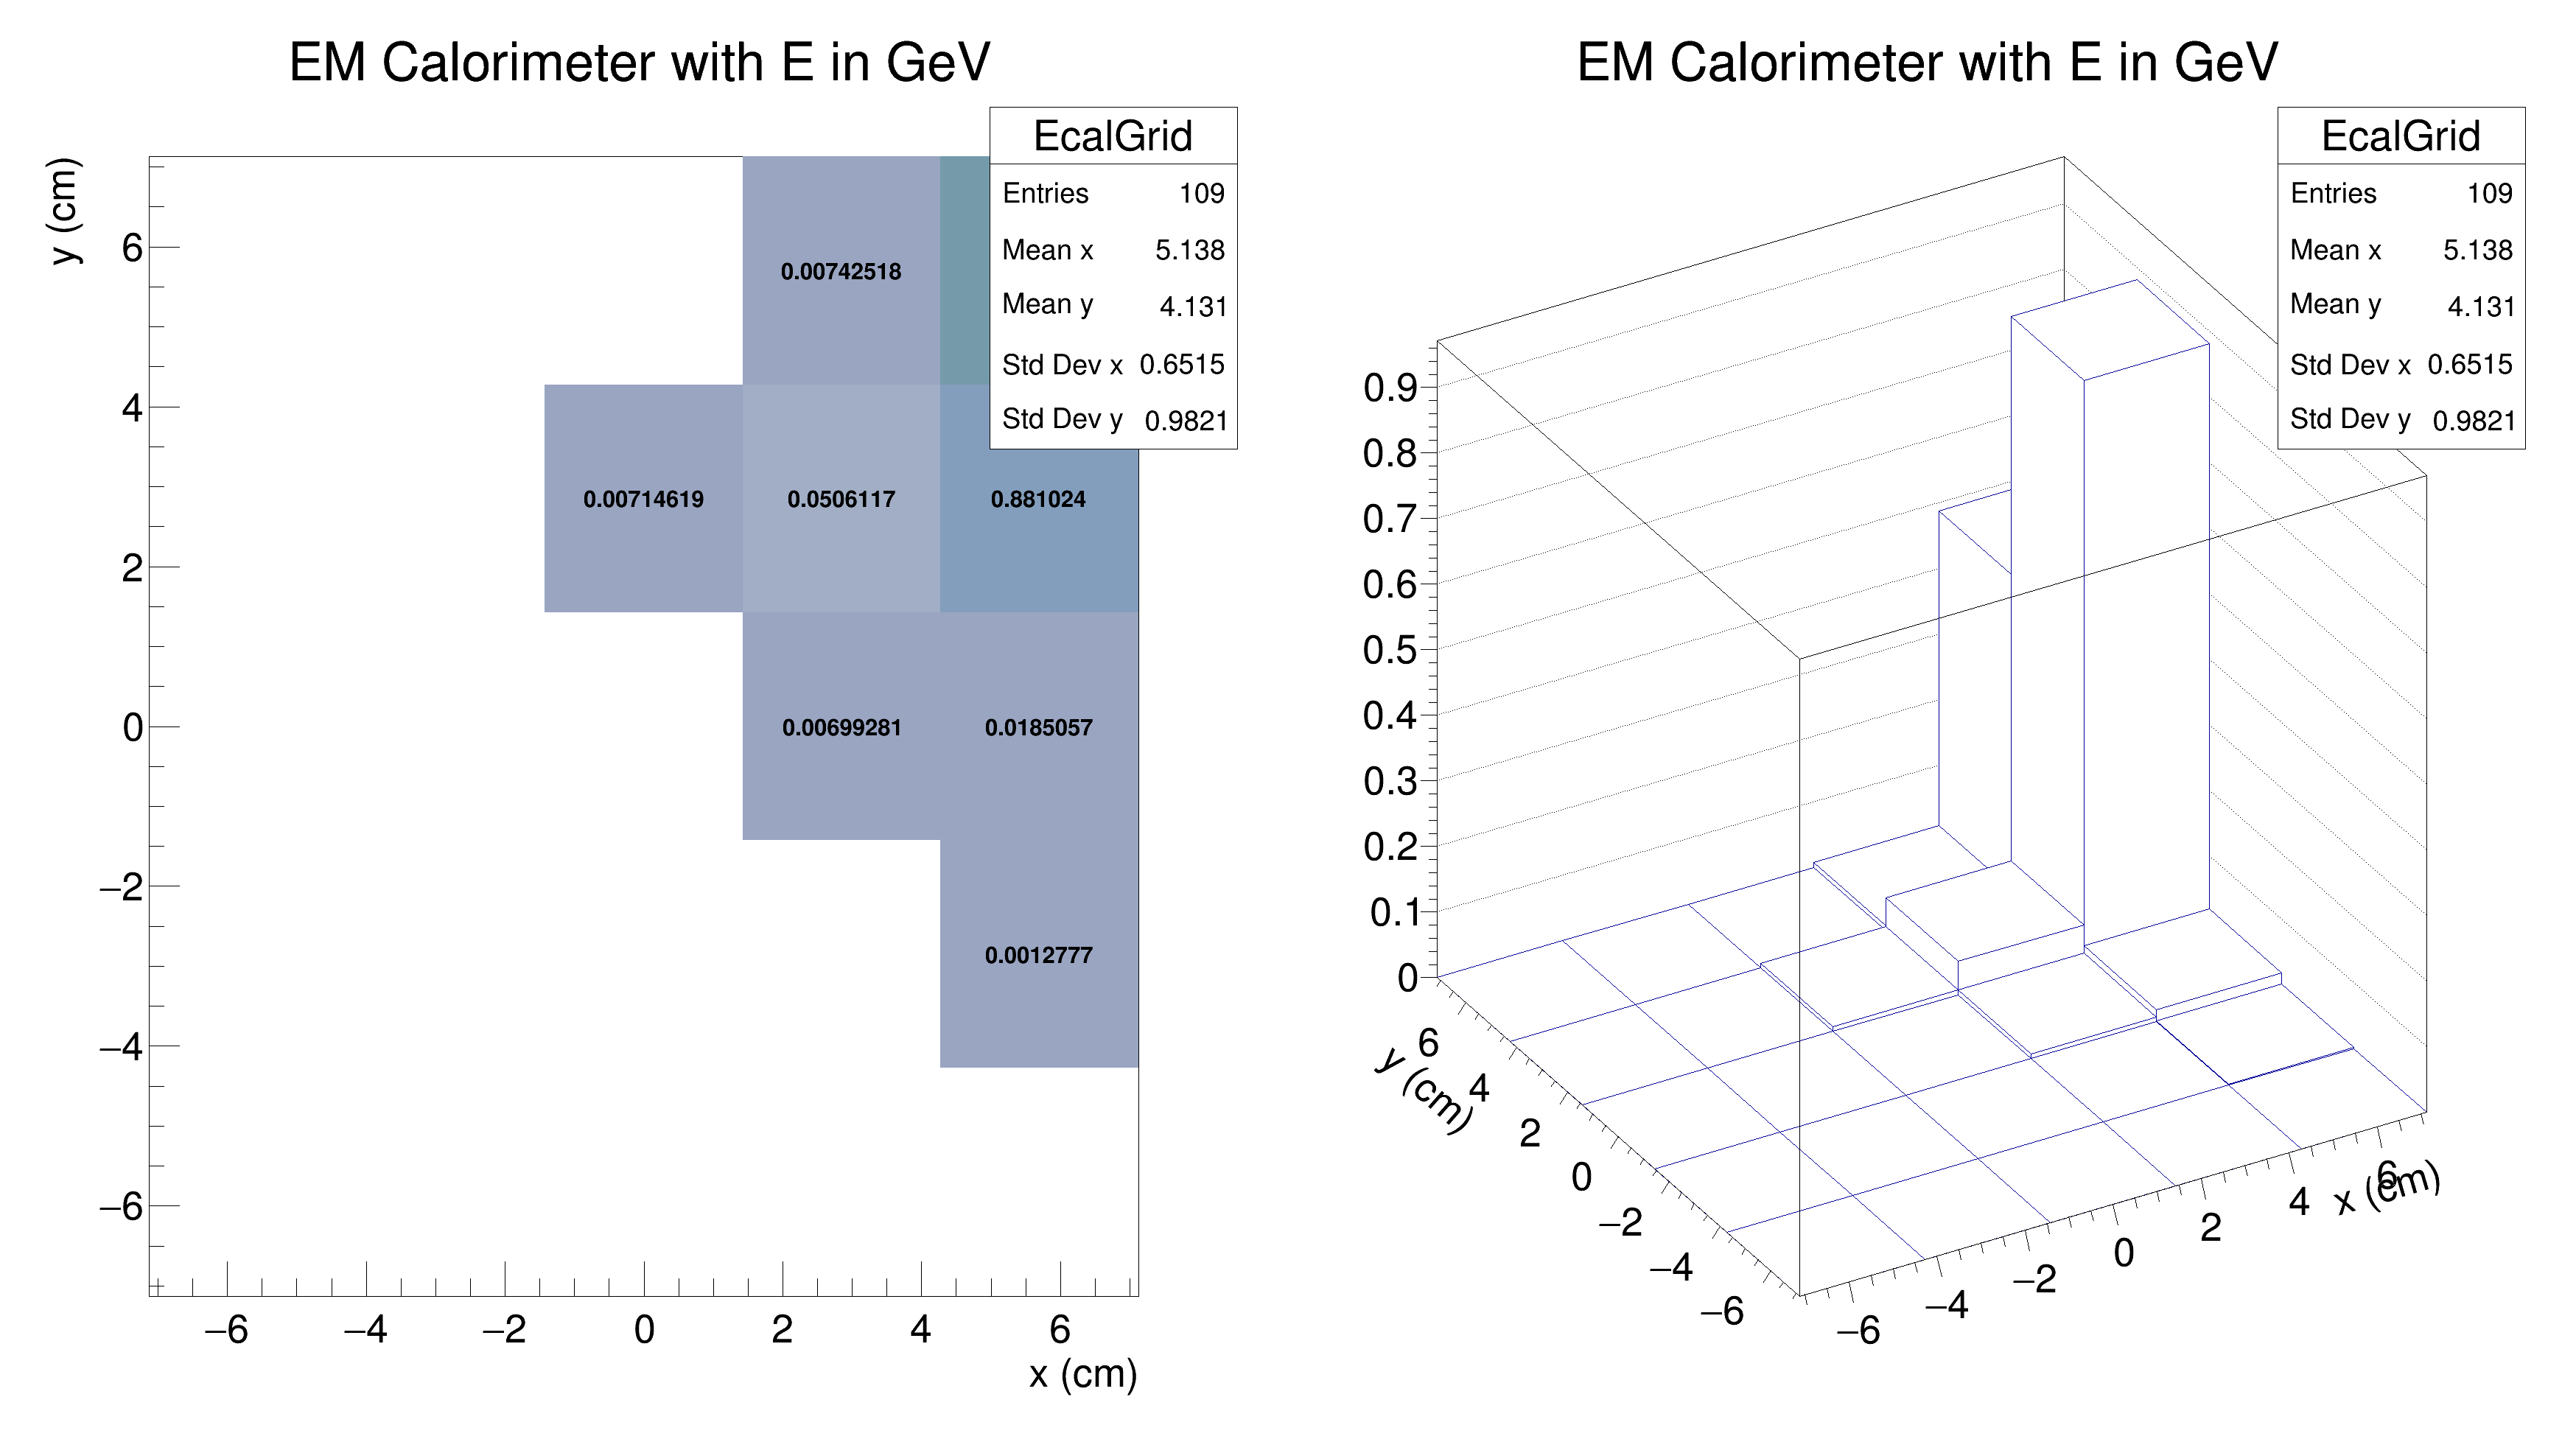 EM Calorimeter with E in GeV
y (cm)
6
4
2
0
−2
−4
−6
−6 −4 −2 0 2 4 6
x (cm)
0.00742518
0.00714619 0.0506117 0.881024
0.00699281 0.0185057
0.0012777
EcalGrid
Entries 109
Mean x 5.138
Mean y 4.131
Std Dev x 0.6515
Std Dev y 0.9821
EM Calorimeter with E in GeV
EcalGrid
Entries 109
Mean x 5.138
Mean y 4.131
Std Dev x 0.6515
Std Dev y 0.9821
0.9
0.8
0.7
0.6
0.5
0.4
0.3
0.2
0.1
0
y (cm)
6
4
2
0
−2
−4
−6
−6 −4 −2 0 2 4 6
x (cm)